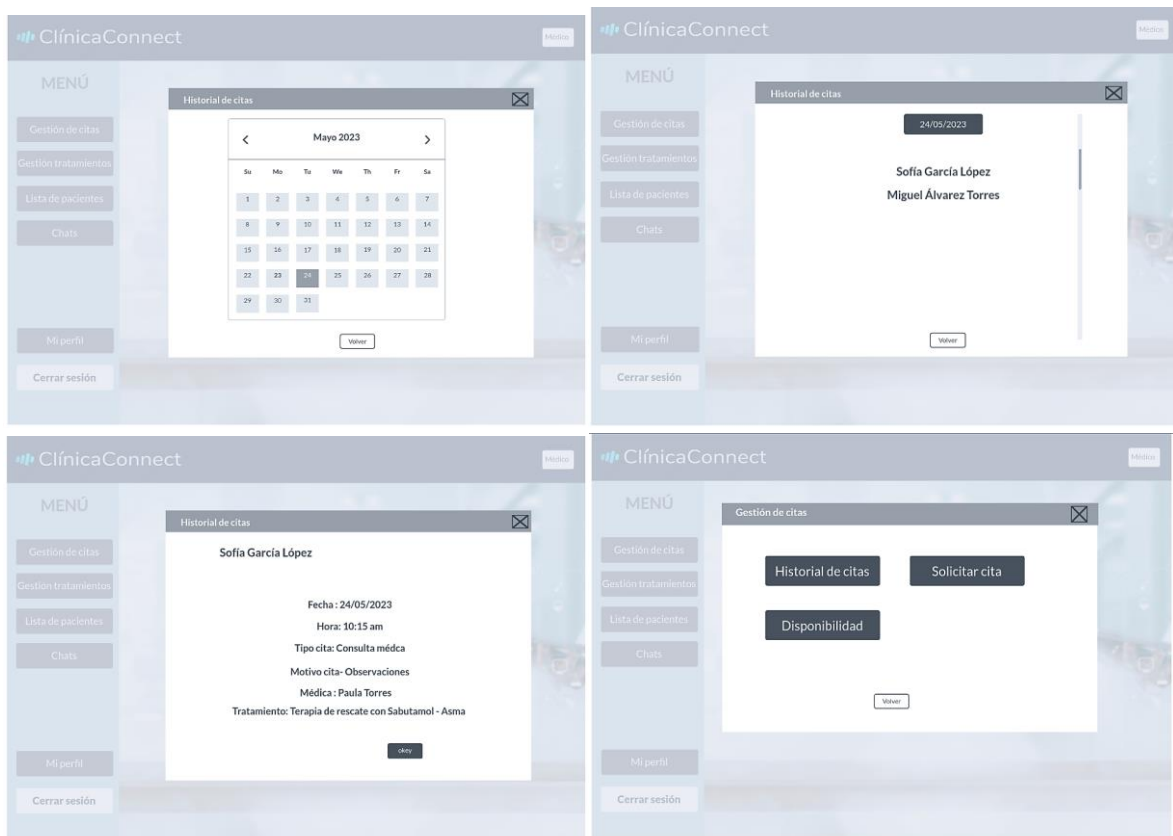 ClínicaConnect
Médico
MENÚ
Gestión de citas
Gestión tratamientos
Lista de pacientes
Chats
Mi perfil
Cerrar sesión
Historial de citas
< Mayo 2023 >
Su Mo Tu We Th Fr Sa
1 2 3 4 5 6 7
8 9 10 11 12 13 14
15 16 17 18 19 20 21
22 23 24 25 26 27 28
29 30 31
Volver
ClínicaConnect
Médico
MENÚ
Gestión de citas
Gestión tratamientos
Lista de pacientes
Chats
Mi perfil
Cerrar sesión
Historial de citas
24/05/2023
Sofía García López
Miguel Álvarez Torres
Volver
ClínicaConnect
Médico
MENÚ
Gestión de citas
Gestión tratamientos
Lista de pacientes
Chats
Mi perfil
Cerrar sesión
Historial de citas
Sofía García López
Fecha : 24/05/2023
Hora: 10:15 am
Tipo cita: Consulta médca
Motivo cita- Observaciones
Médica : Paula Torres
Tratamiento: Terapia de rescate con Sabutamol - Asma
okey
ClínicaConnect
Médico
MENÚ
Gestión de citas
Gestión tratamientos
Lista de pacientes
Chats
Mi perfil
Cerrar sesión
Gestión de citas
Historial de citas
Solicitar cita
Disponibilidad
Volver